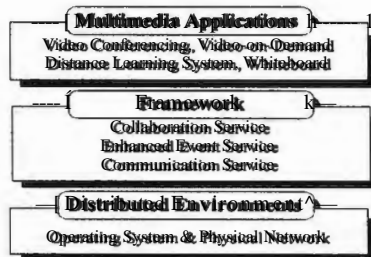 Multimedia Applications
Video Conferencing, Video-on-Demand
Distance Learning System, Whiteboard
Framework
Collaboration Service
Enhanced Event Service
Communication Service
Distributed Environments
Operating System & Physical Network